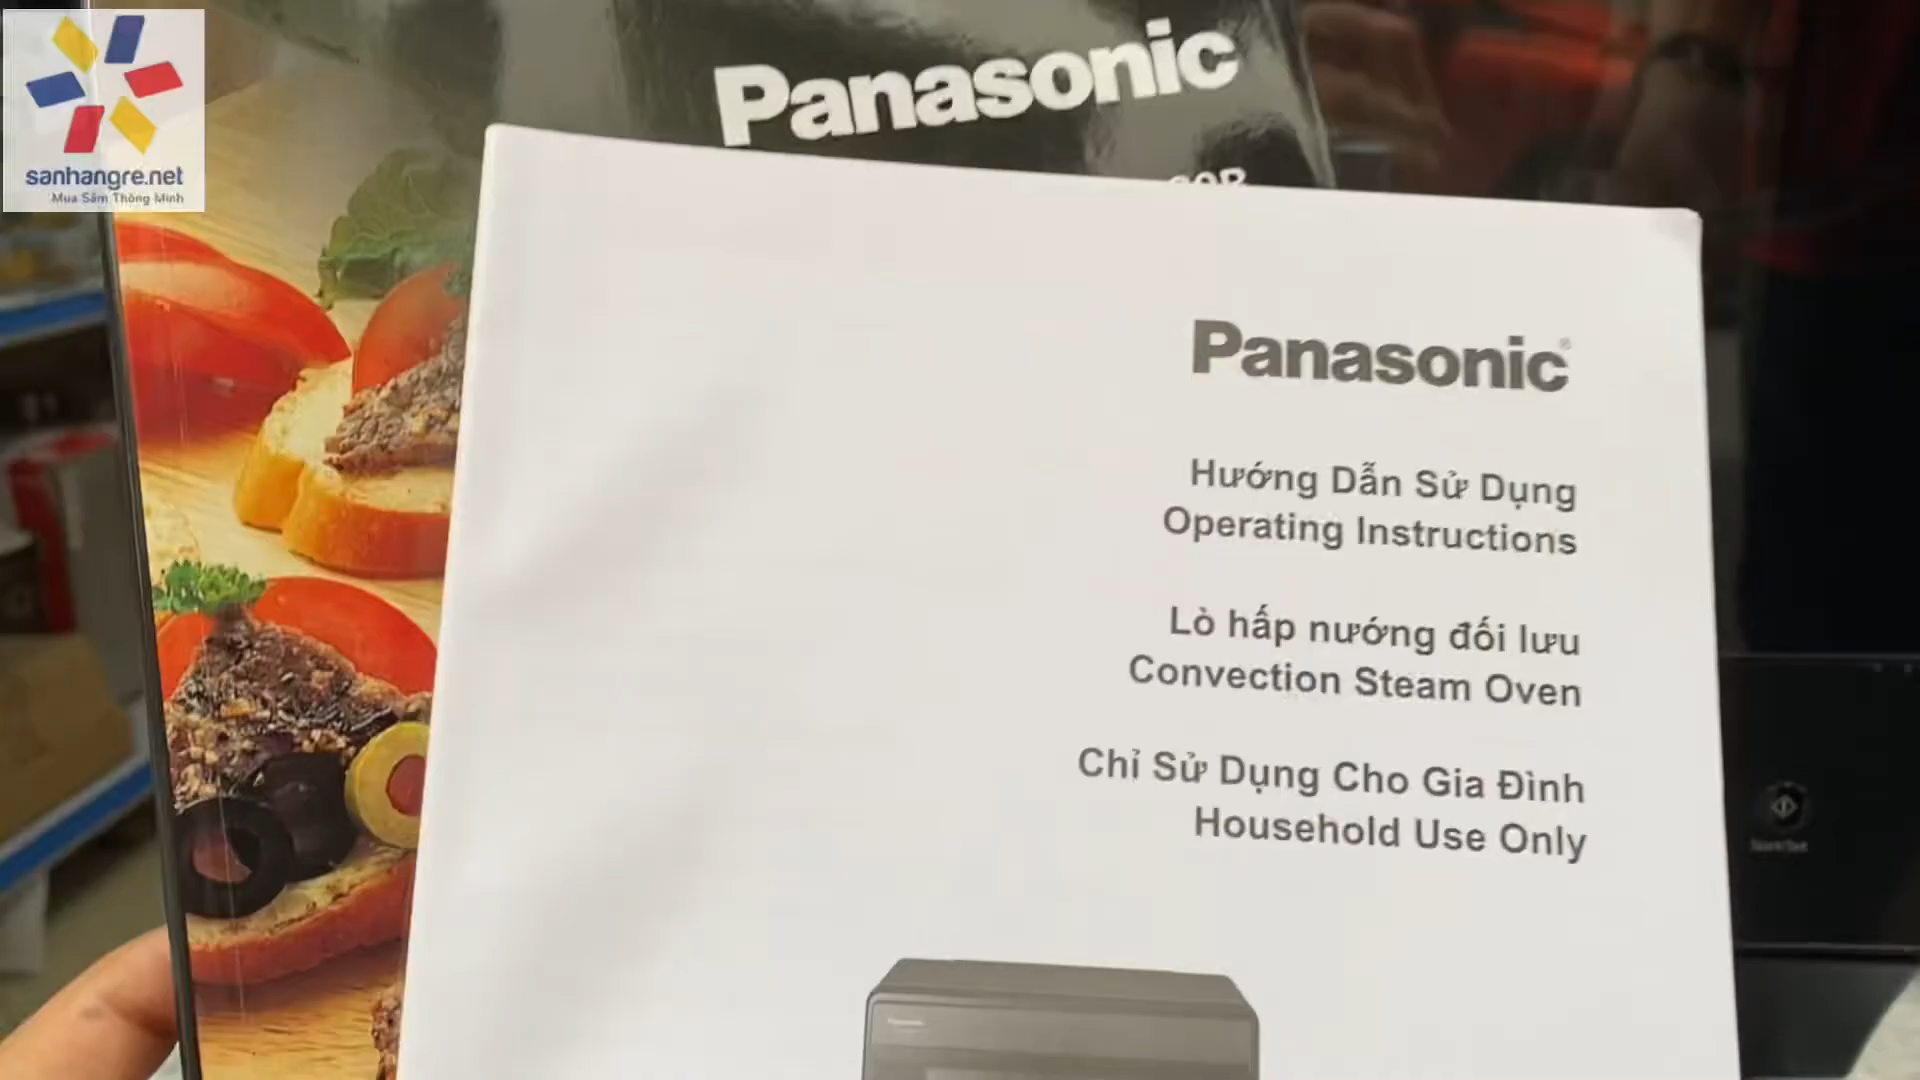 sanhangre.net
Mua Sắm Thông Minh
Panasonic
Panasonic
Hướng Dẫn Sử Dụng
Operating Instructions
Lò hấp nướng đối lưu
Convection Steam Oven
Chỉ Sử Dụng Cho Gia Đình
Household Use Only
Panasonic